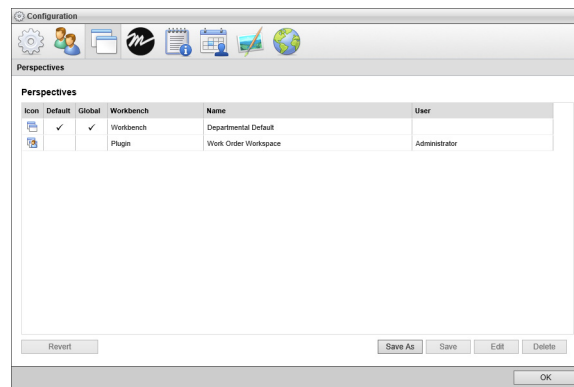 Configuration
Perspectives
Perspectives
Icon Default Global Workbench Name User
Workbench Departmental Default
Plugin Work Order Workspace Administrator
Revert Save As Save Edit Delete
OK